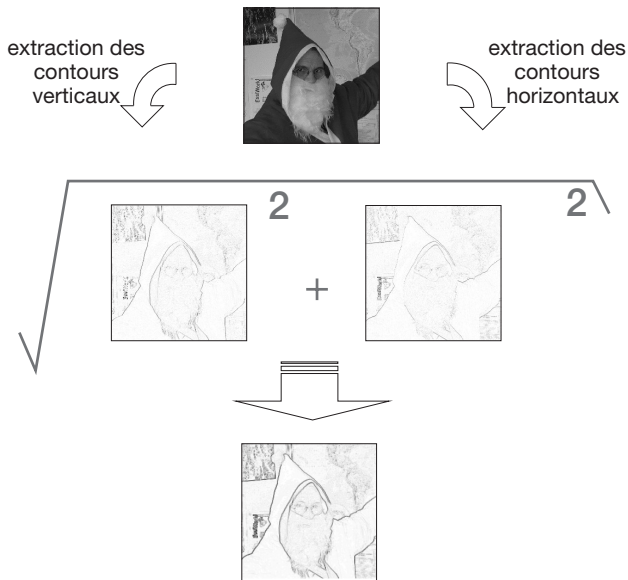 extraction des
contours
verticaux
extraction des
contours
horizontaux
2
2
+